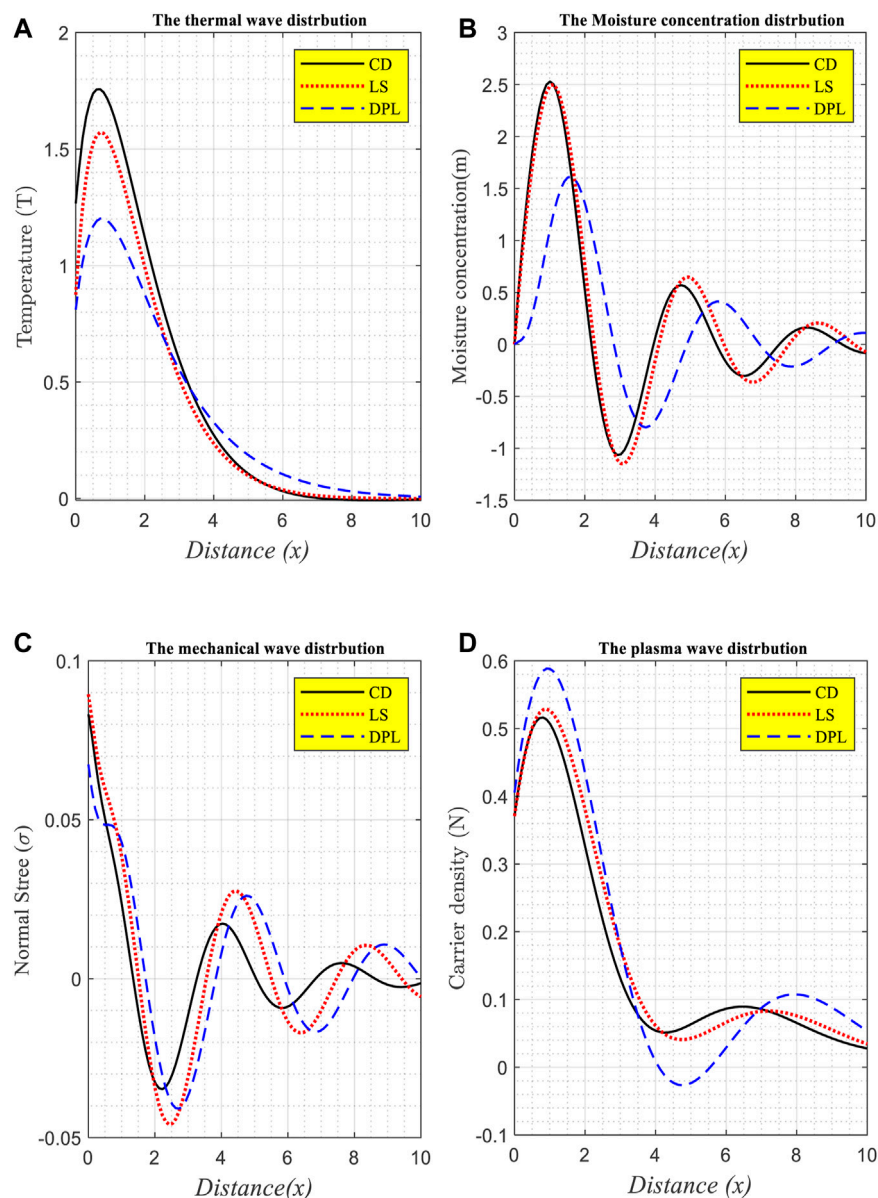 A
The thermal wave distrbution
2
1.5
1
0.5
0
0 2 4 6 8 10
Temperature (T)
Distance (x)
CD
LS
DPL
B
The Moisture concentration distrbution
3
2.5
2
1.5
1
0.5
0
-0.5
-1
-1.5
0 2 4 6 8 10
Moisture concentration(m)
Distance(x)
CD
LS
DPL
C
The mechanical wave distrbution
0.1
0.05
0
-0.05
0 2 4 6 8 10
Normal Stree (σ)
Distance(x)
CD
LS
DPL
D
The plasma wave distrbution
0.6
0.5
0.4
0.3
0.2
0.1
0
-0.1
0 2 4 6 8 10
Carrier density (N)
Distance (x)
CD
LS
DPL